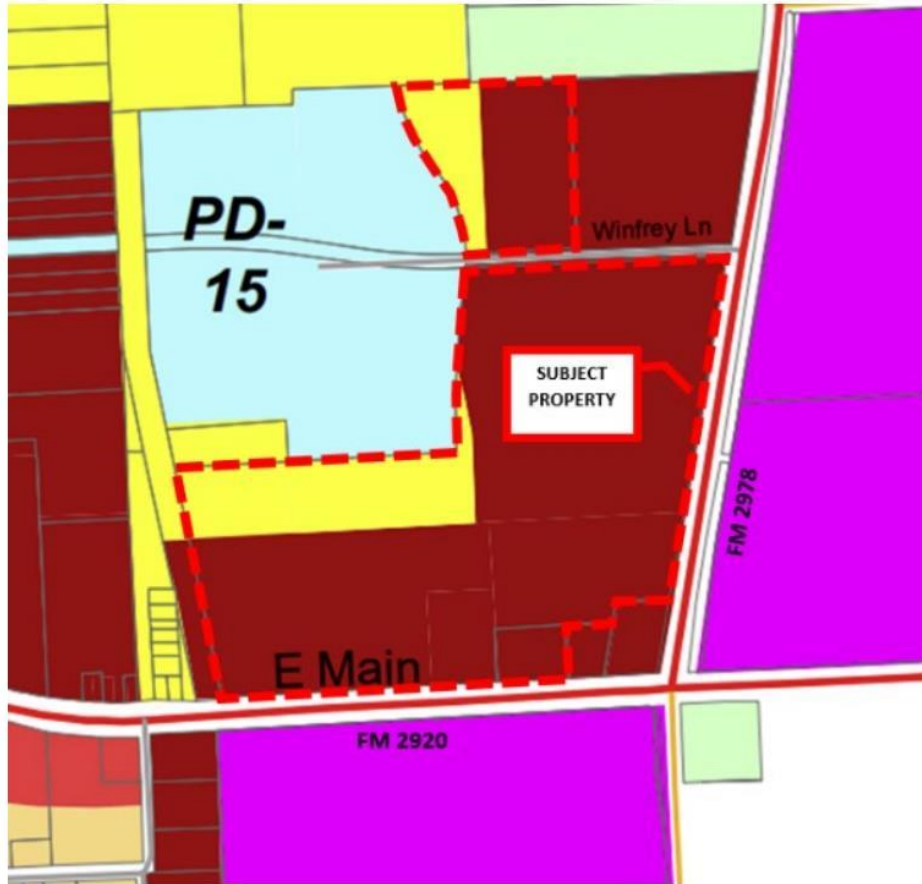 PD-
15
Winfrey Ln
SUBJECT
PROPERTY
FM 2978
E Main
FM 2920